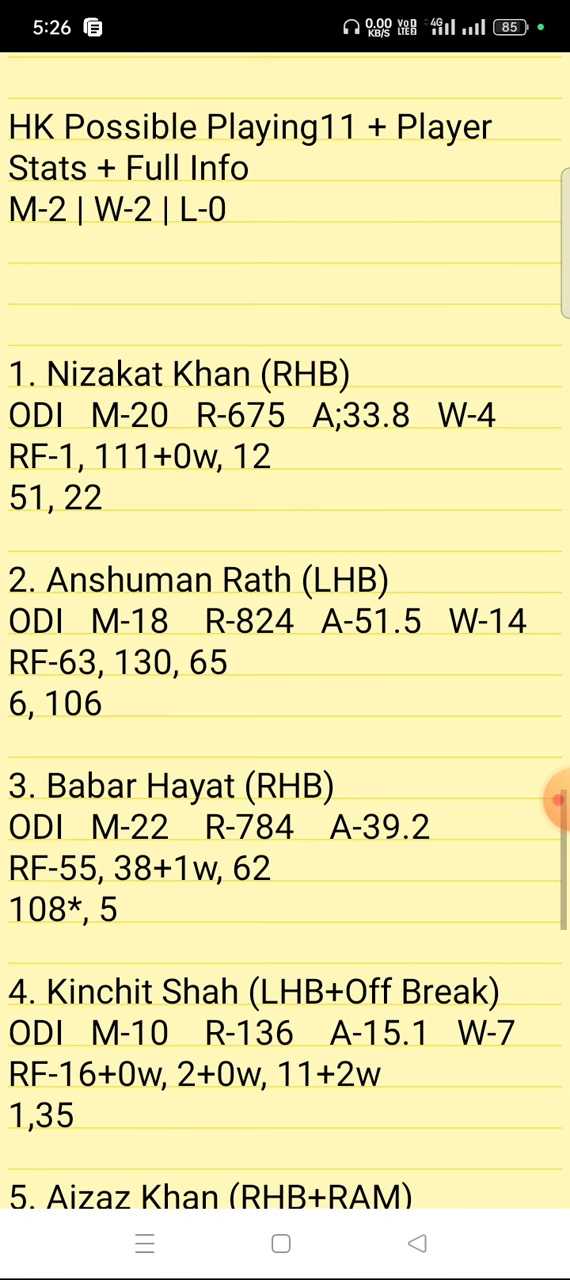 5:26
0.00
KB/S
Vo D
LTE 2
4G
85
HK Possible Playing11 + Player
Stats + Full Info
M-2 | W-2 | L-0
1. Nizakat Khan (RHB)
ODI M-20 R-675 A;33.8 W-4
RF-1, 111+0w, 12
51, 22
2. Anshuman Rath (LHB)
ODI M-18 R-824 A-51.5 W-14
RF-63, 130, 65
6, 106
3. Babar Hayat (RHB)
ODI M-22 R-784 A-39.2
RF-55, 38+1w, 62
108*, 5
4. Kinchit Shah (LHB+Off Break)
ODI M-10 R-136 A-15.1 W-7
RF-16+0w, 2+0w, 11+2w
1,35
5. Aizaz Khan (RHB+RAM)